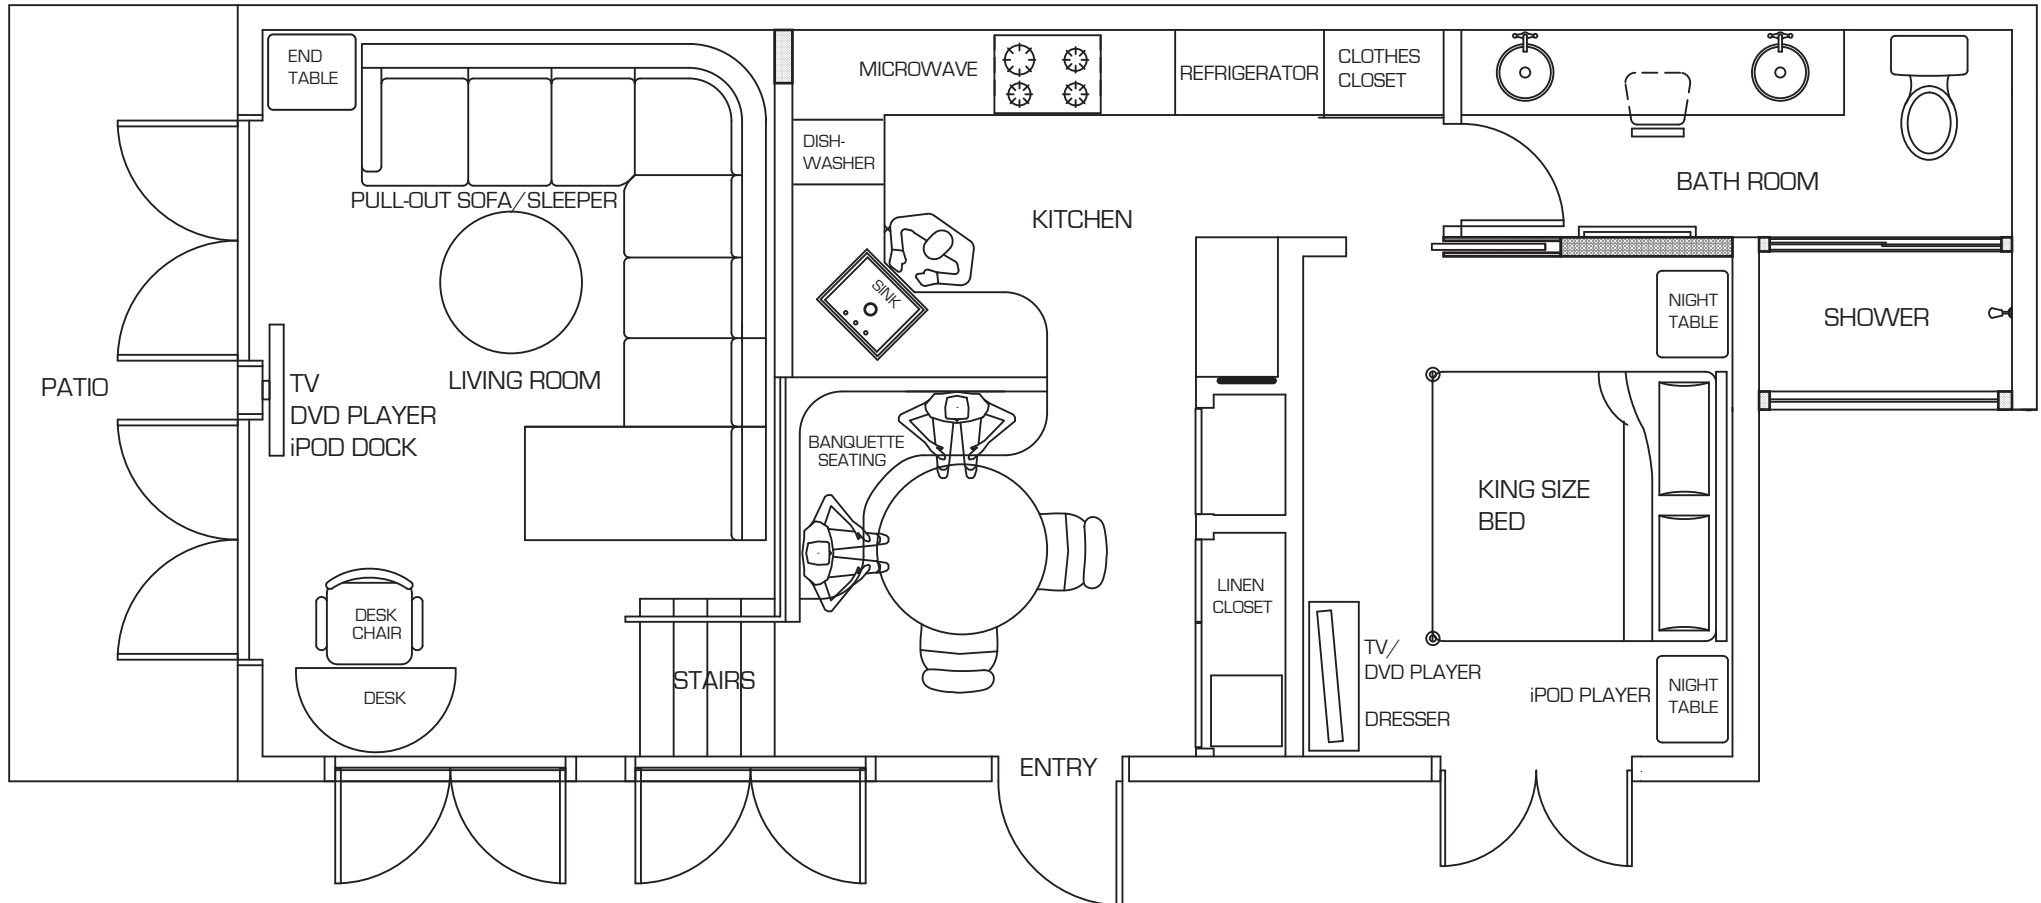 END
TABLE
MICROWAVE
REFRIGERATOR
CLOTHES
CLOSET
DISH-
WASHER
PULL-OUT SOFA/SLEEPER
KITCHEN
BATH ROOM
SINK
NIGHT
TABLE
SHOWER
PATIO
TV
DVD PLAYER
iPOD DOCK
LIVING ROOM
BANQUETTE
SEATING
KING SIZE
BED
DESK
CHAIR
LINEN
CLOSET
DESK
STAIRS
TV/
DVD PLAYER
DRESSER
iPOD PLAYER
NIGHT
TABLE
ENTRY